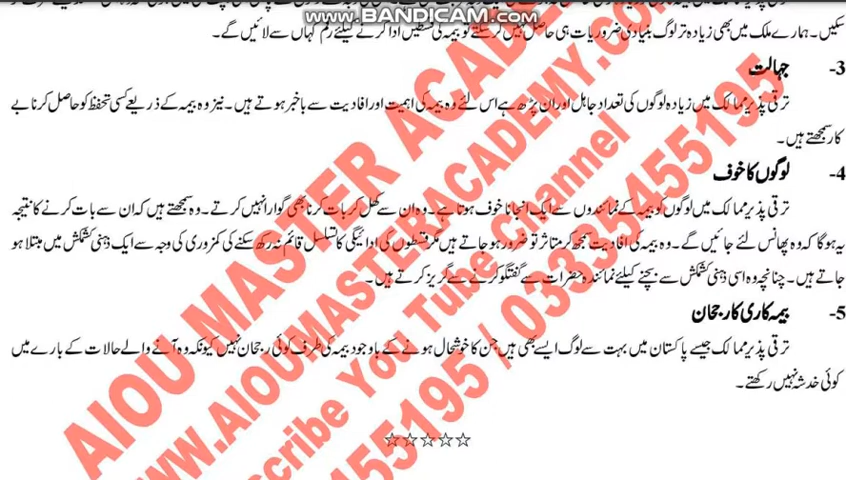 WWW.BANDICAM.COM
سکیں۔ ہمارے ملک میں بھی زیادہ تر لوگ بنیادی ضروریات ہی حاصل نہیں کر سکتے تو بیمہ کی قسطیں ادا کرنے کیلئے رقم کہاں سے لائیں گے۔
3- جہالت
ترقی پذیر ممالک میں زیادہ لوگوں کی تعداد جاہل اور ان پڑھ ہے اس لئے وہ بیمہ کی اہمیت اور افادیت سے باخبر ہوتے ہیں۔ نیز وہ بیمہ کے ذریعے کسی تحفظ کو حاصل کرنا بے
کار سمجھتے ہیں۔
4- لوگوں کا خوف
ترقی پذیر ممالک میں لوگوں کو بیمہ کے نمائندوں سے ایک انجانا خوف ہوتا ہے۔ وہ ان سے کھل کر بات کرنا بھی گوارا نہیں کرتے۔ وہ سمجھتے ہیں کہ ان سے بات کرنے کا نتیجہ
یہ ہوگا کہ وہ پھانس لئے جائیں گے۔ وہ بیمہ کی افادیت سمجھ کر متاثر تو ضرور ہو جاتے ہیں مگر قسطوں کی ادائیگی کا تسلسل قائم نہ رکھ سکنے کی کمزوری کی وجہ سے ایک ذہنی کشمکش میں مبتلا ہو
جاتے ہیں۔ چنانچہ وہ اسی ذہنی کشمکش سے بچنے کیلئے نمائندہ حضرات سے گفتگو کرنے سے گریز کرتے ہیں۔
5- بیمہ کاری کا رجحان
ترقی پذیر ممالک جیسے پاکستان میں بہت سے لوگ ایسے بھی ہیں جن کا خوشحال ہونے کے باوجود بیمہ کی طرف کوئی رجحان نہیں کیونکہ وہ آنے والے حالات کے بارے میں
کوئی خدشہ نہیں رکھتے۔
☆☆☆☆☆
AIOU MASTER ACADEMY
www.AIOUMASTERACADEMY.com
scribe You Tube Channel
455195 / 03335455195